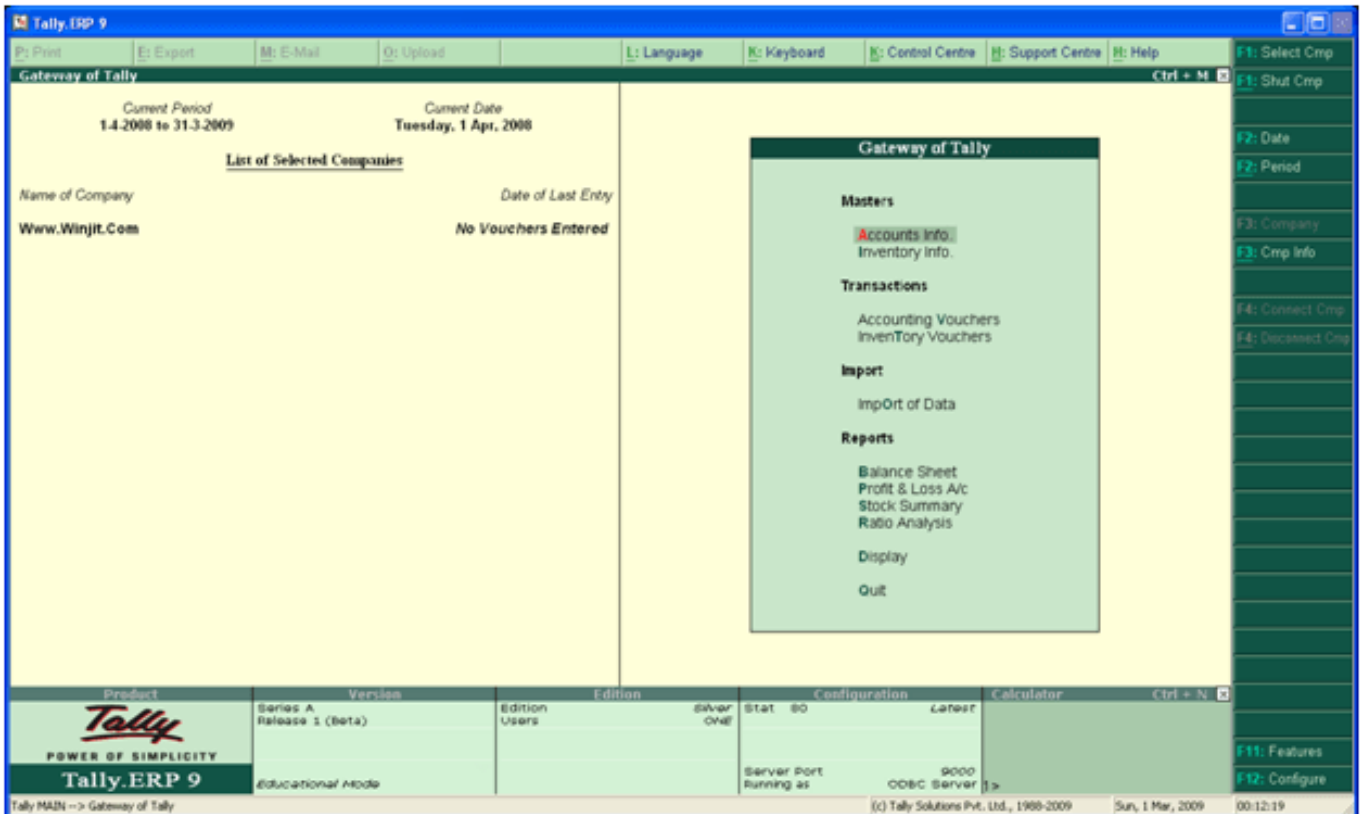 Tally.ERP 9
P: Print E: Export M: E-Mail O: Upload L: Language K: Keyboard K: Control Centre H: Support Centre H: Help
F1: Select Cmp
Gateway of Tally Ctrl + M
F1: Shut Cmp
Current Period Current Date
1-4-2008 to 31-3-2009 Tuesday, 1 Apr, 2008
List of Selected Companies
Name of Company Date of Last Entry
Www.Winjit.Com No Vouchers Entered
Gateway of Tally
Masters
Accounts Info.
Inventory Info.
Transactions
Accounting Vouchers
InvenTory Vouchers
Import
ImpOrt of Data
Reports
Balance Sheet
Profit & Loss A/c
Stock Summary
Ratio Analysis
Display
Quit
F2: Date
F2: Period
F3: Company
F3: Cmp Info
F4: Connect Cmp
F4: Disconnect Cmp
F11: Features
F12: Configure
Product Version Edition Configuration Calculator Ctrl + N
Tally
POWER OF SIMPLICITY
Tally.ERP 9
Series A
Release 1 (Beta)
Educational Mode
Edition Silver
Users ONE
Stat 80 Latest
Server Port 9000
Running as ODBC Server
1>
Tally MAIN --> Gateway of Tally (c) Tally Solutions Pvt. Ltd., 1988-2009 Sun, 1 Mar, 2009 00:12:19